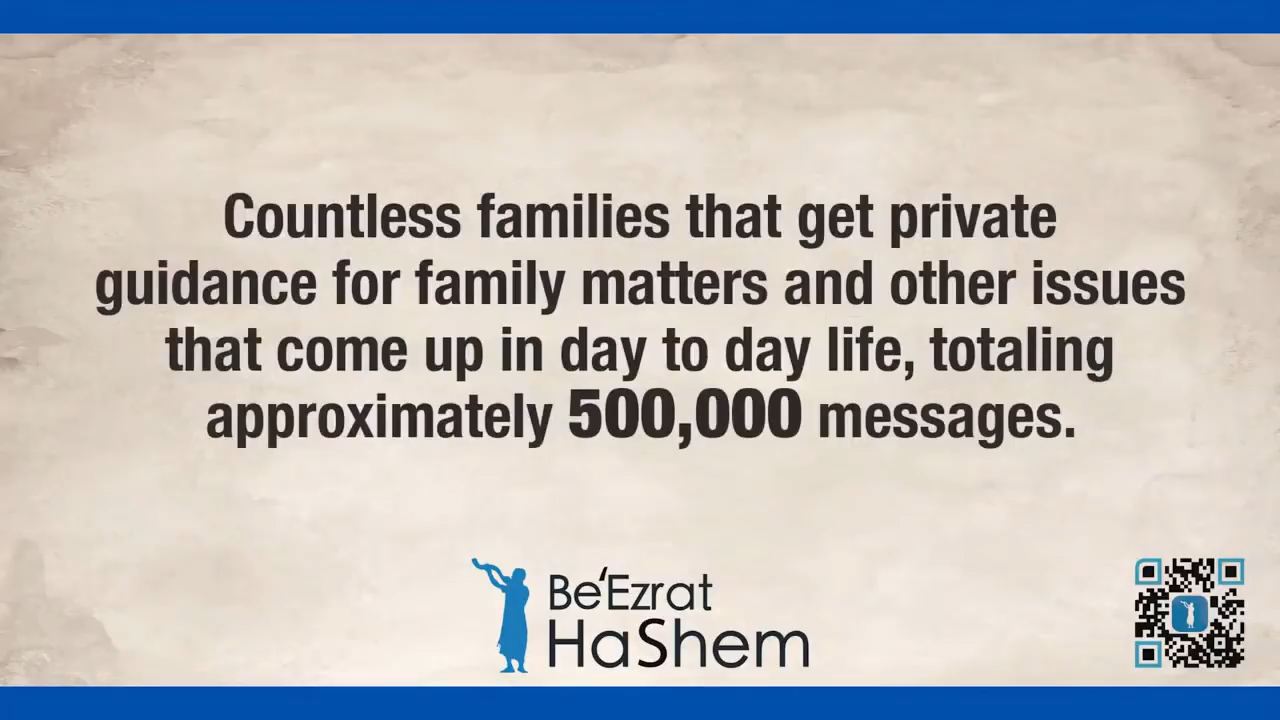 Countless families that get private
guidance for family matters and other issues
that come up in day to day life, totaling
approximately 500,000 messages.
Be'Ezrat
HaShem